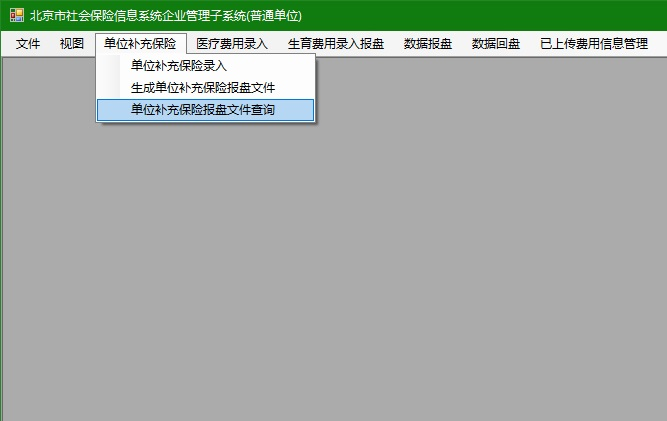 北京市社会保险信息系统企业管理子系统(普通单位)
文件 视图 单位补充保险 医疗费用录入 生育费用录入报盘 数据报盘 数据回盘 已上传费用信息管理
单位补充保险录入
生成单位补充保险报盘文件
单位补充保险报盘文件查询